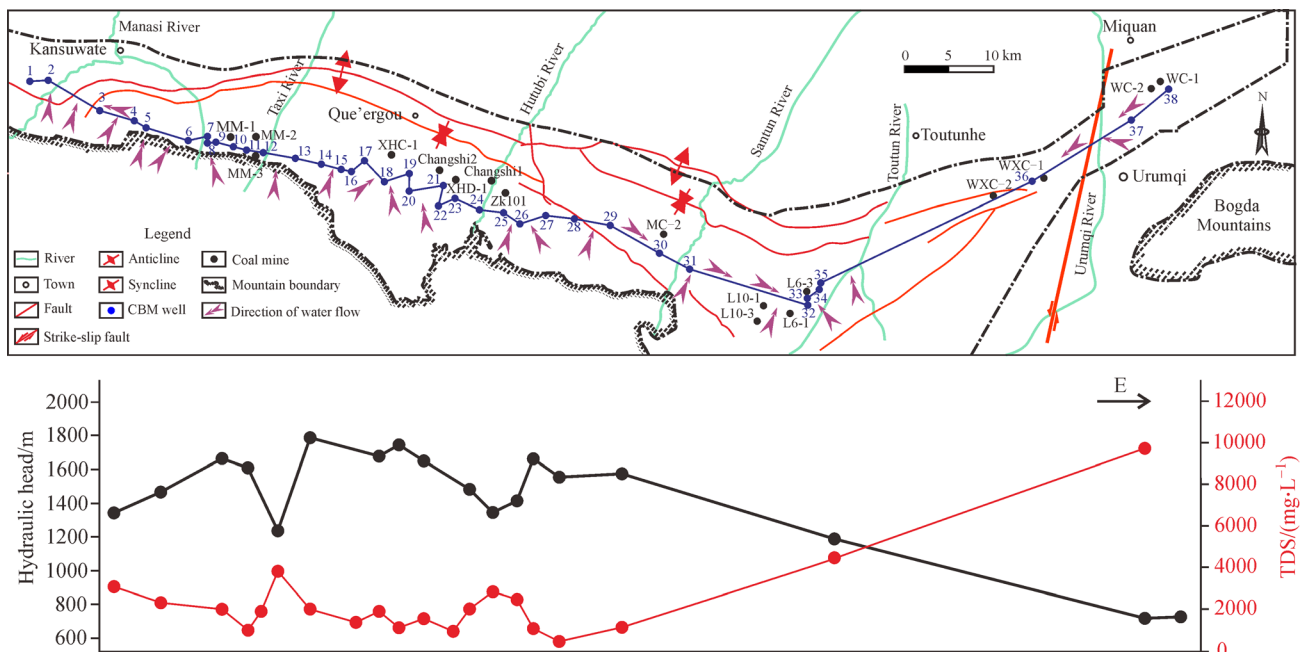 Manasi River
Kansuwate
Taxi River
Hutubi River
Santun River
Toutun River
Urumqi River
Miquan
0 5 10 km
WC-1
WC-2
N
1 2 3 4 5 6 7 8 9 10 11 12 13 14 15 16 17 18 19 20 21 22 23 24 25 26 27 28 29 30 31 32 33 34 35 36 37 38
Que'ergou
Toutunhe
MM-1
MM-2
MM-3
XHC-1
Changshi2
Changshi1
XHD-1
Zk101
WXC-1
WXC-2
Urumqi
Bogda
Mountains
MC-2
L6-3
L10-1
L10-3
L6-1
Legend
River
Anticline
Coal mine
Town
Syncline
Mountain boundary
Fault
CBM well
Direction of water flow
Strike-slip fault
E
Hydraulic head/m
2000
1800
1600
1400
1200
1000
800
600
TDS/(mg·L⁻¹)
12000
10000
8000
6000
4000
2000
0